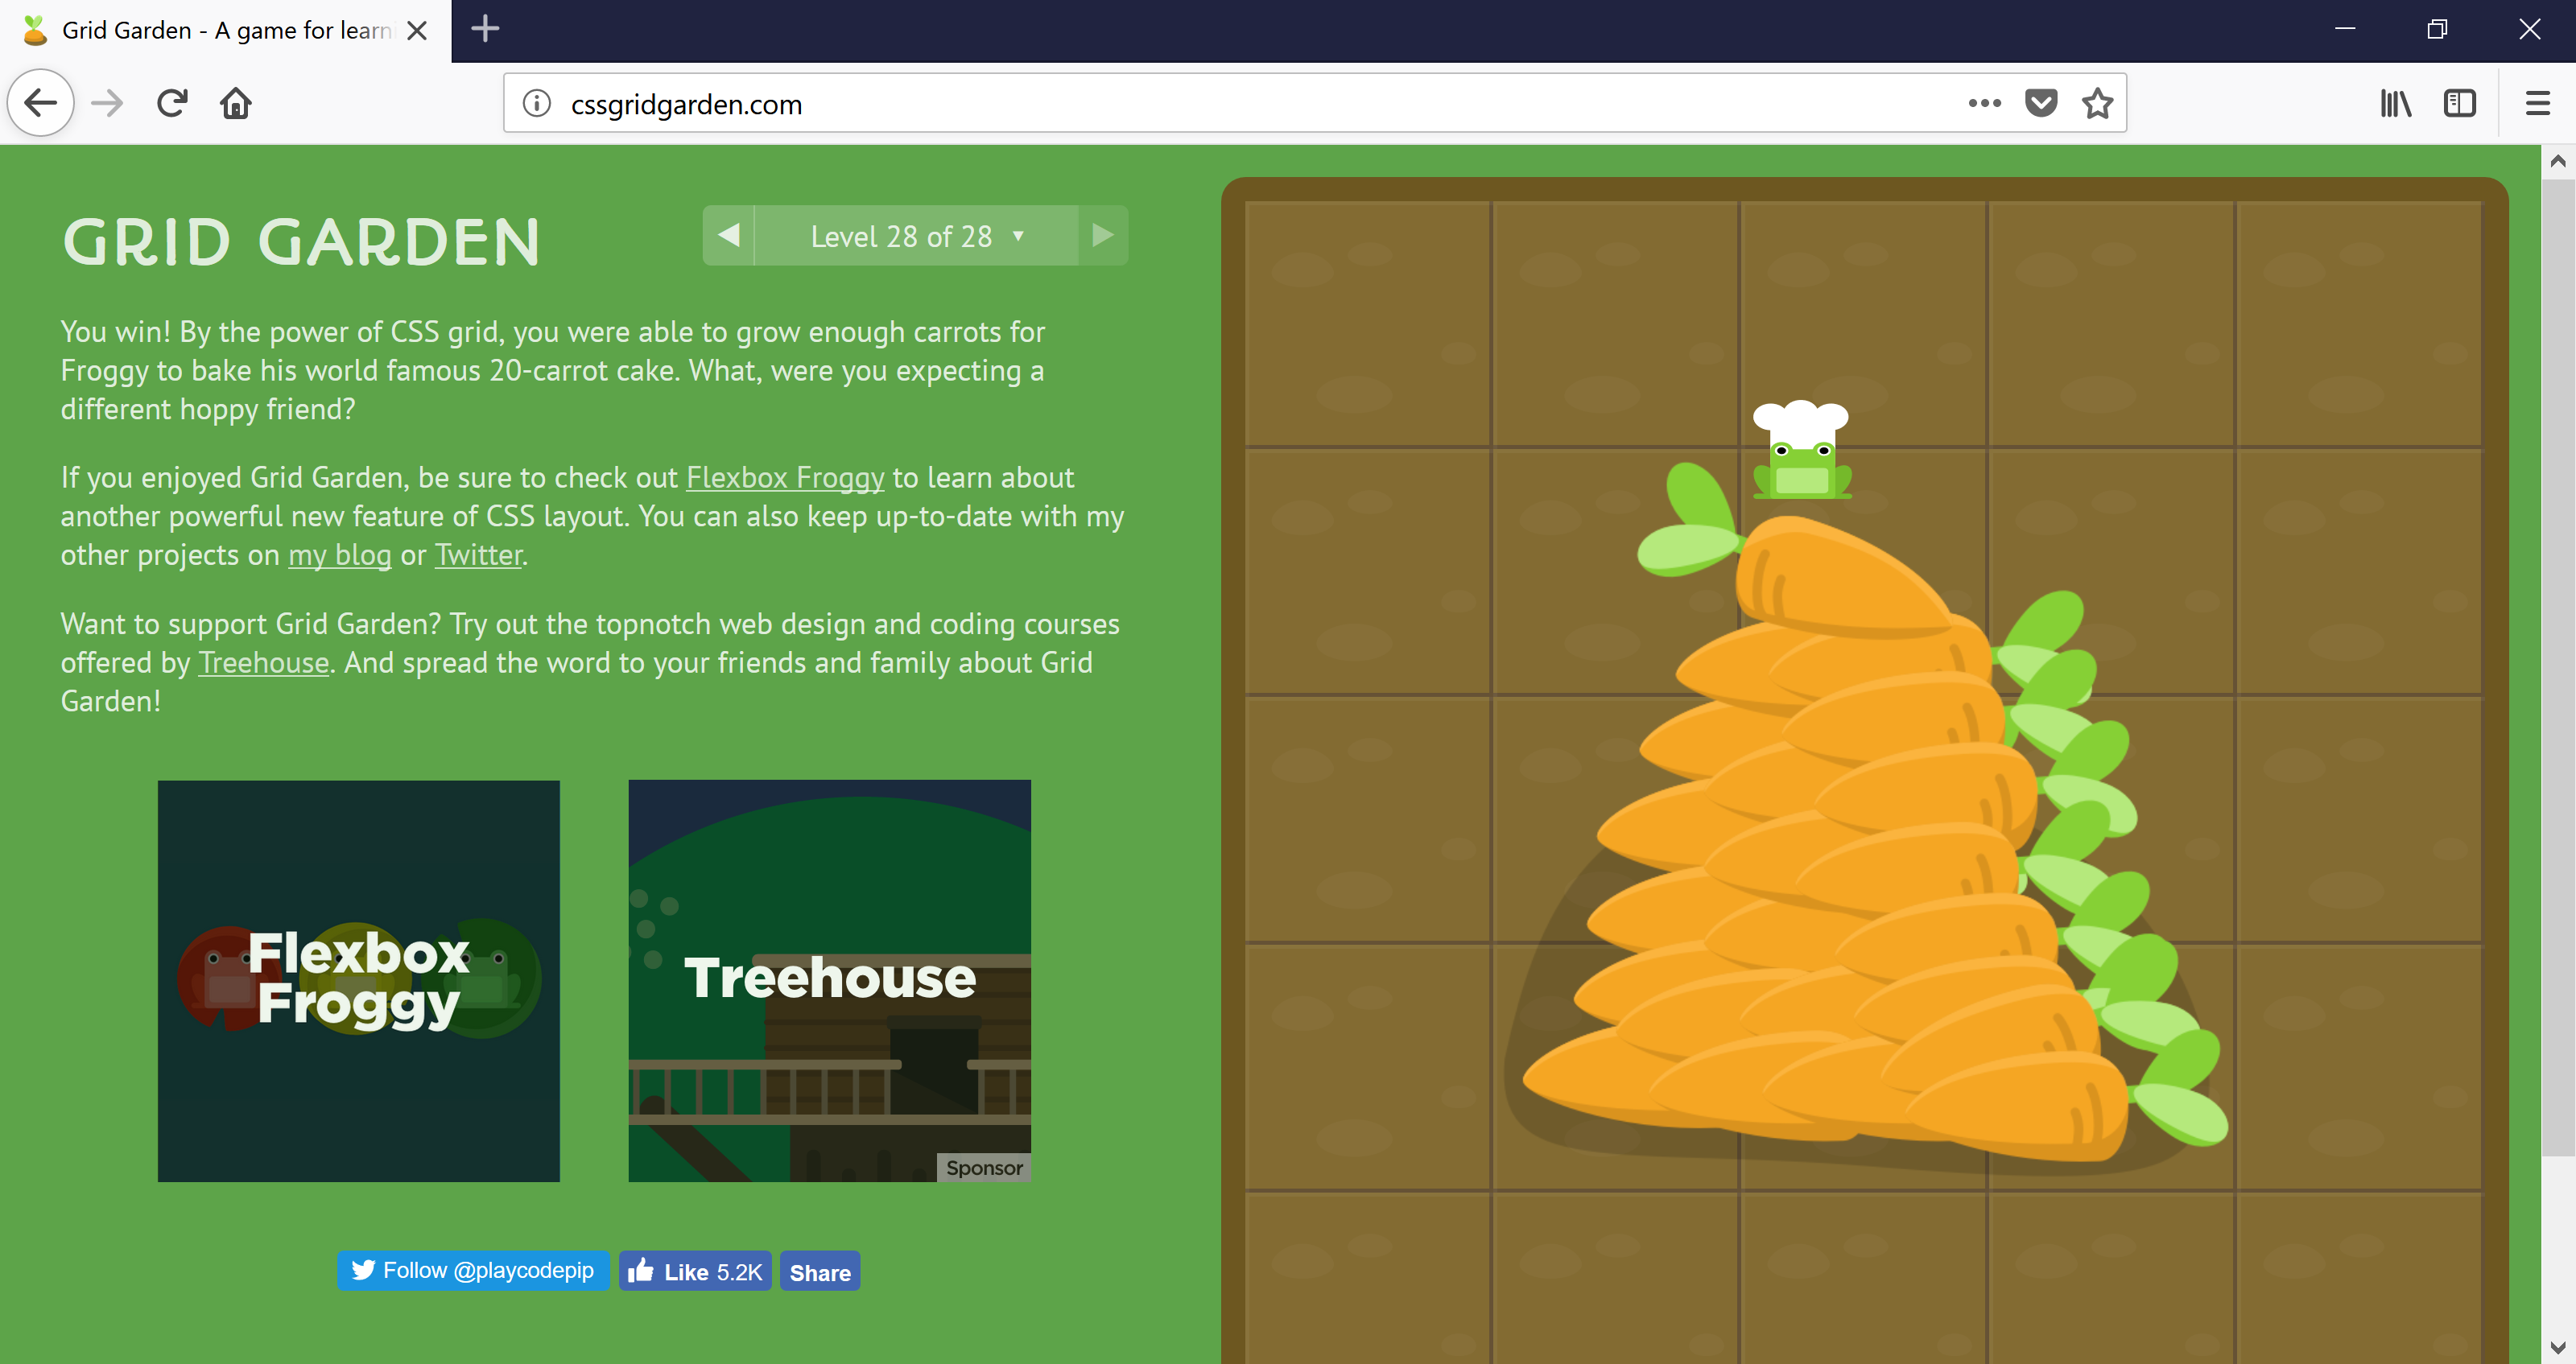 Grid Garden - A game for learni
cssgridgarden.com
GRID GARDEN
Level 28 of 28
You win! By the power of CSS grid, you were able to grow enough carrots for
Froggy to bake his world famous 20-carrot cake. What, were you expecting a
different hoppy friend?
If you enjoyed Grid Garden, be sure to check out Flexbox Froggy to learn about
another powerful new feature of CSS layout. You can also keep up-to-date with my
other projects on my blog or Twitter.
Want to support Grid Garden? Try out the topnotch web design and coding courses
offered by Treehouse. And spread the word to your friends and family about Grid
Garden!
Flexbox
Froggy
Treehouse
Sponsor
Follow @playcodepip
Like 5.2K
Share